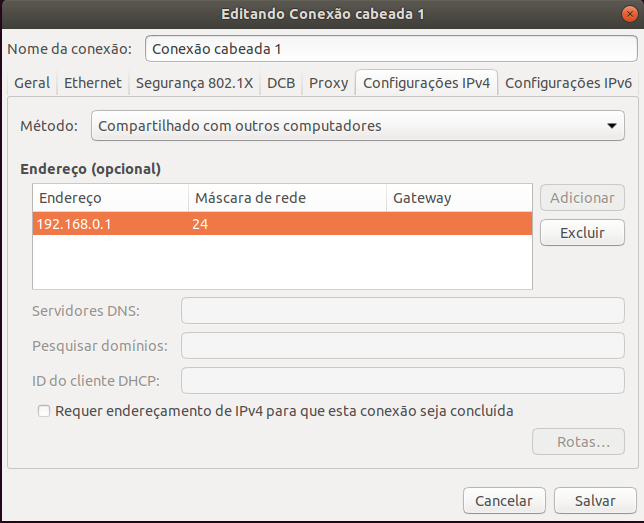 Editando Conexão cabeada 1
Nome da conexão: Conexão cabeada 1
Geral Ethernet Segurança 802.1X DCB Proxy Configurações IPv4 Configurações IPv6
Método: Compartilhado com outros computadores
Endereço (opcional)
Endereço Máscara de rede Gateway Adicionar
192.168.0.1 24 Excluir
Servidores DNS:
Pesquisar domínios:
ID do cliente DHCP:
Requer endereçamento de IPv4 para que esta conexão seja concluída
Rotas…
Cancelar Salvar